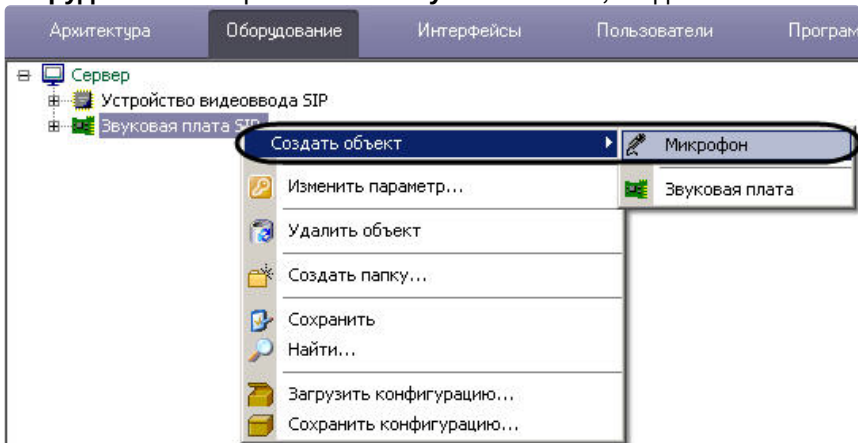 Архитектура Оборудование Интерфейсы Пользователи Програм
Сервер
Устройство видеоввода SIP
Звуковая плата SIP
Создать объект Микрофон
Изменить параметр... Звуковая плата
Удалить объект
Создать папку...
Сохранить
Найти...
Загрузить конфигурацию...
Сохранить конфигурацию...